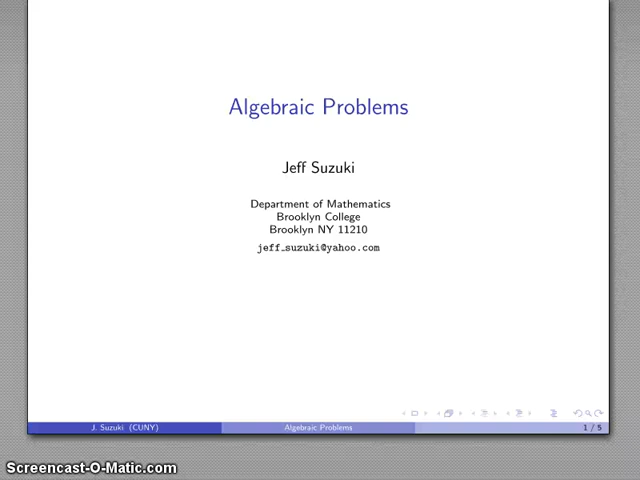 Algebraic Problems
Jeff Suzuki
Department of Mathematics
Brooklyn College
Brooklyn NY 11210
jeff_suzuki@yahoo.com
J. Suzuki (CUNY)
Algebraic Problems
1 / 5
Screencast-O-Matic.com